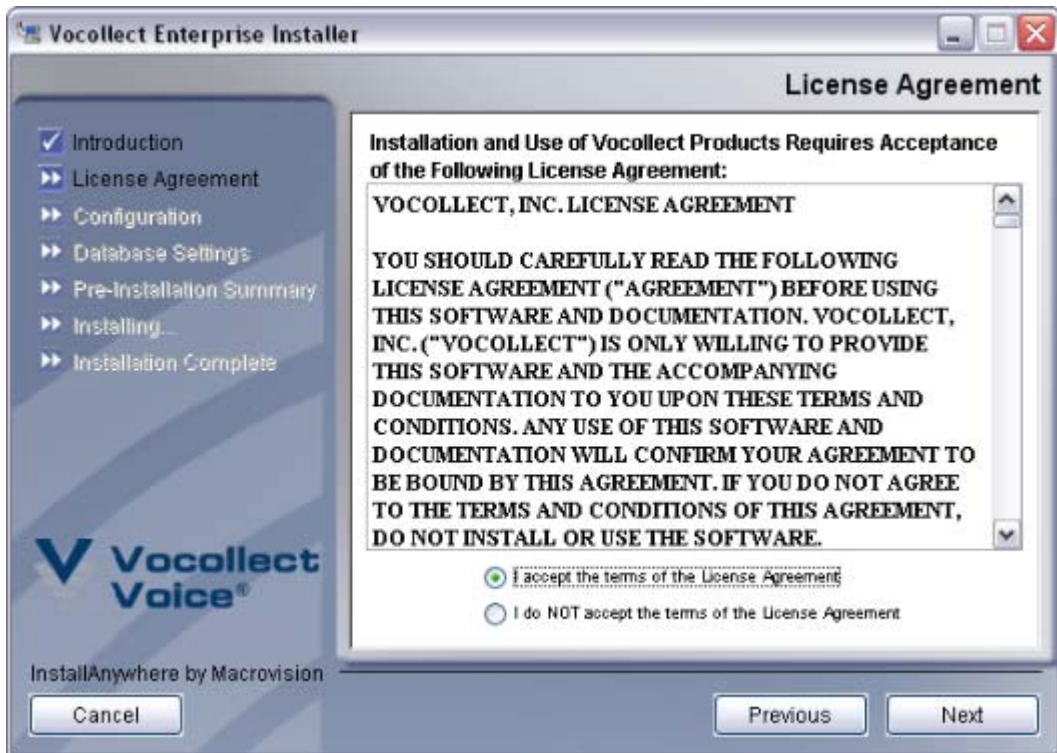 Vocollect Enterprise Installer
License Agreement
Introduction
License Agreement
Configuration
Database Settings
Pre-Installation Summary
Installing...
Installation Complete
Vocollect
Voice®
Installation and Use of Vocollect Products Requires Acceptance
of the Following License Agreement:
VOCOLLECT, INC. LICENSE AGREEMENT
YOU SHOULD CAREFULLY READ THE FOLLOWING
LICENSE AGREEMENT ("AGREEMENT") BEFORE USING
THIS SOFTWARE AND DOCUMENTATION. VOCOLLECT,
INC. ("VOCOLLECT") IS ONLY WILLING TO PROVIDE
THIS SOFTWARE AND THE ACCOMPANYING
DOCUMENTATION TO YOU UPON THESE TERMS AND
CONDITIONS. ANY USE OF THIS SOFTWARE AND
DOCUMENTATION WILL CONFIRM YOUR AGREEMENT TO
BE BOUND BY THIS AGREEMENT. IF YOU DO NOT AGREE
TO THE TERMS AND CONDITIONS OF THIS AGREEMENT,
DO NOT INSTALL OR USE THE SOFTWARE.
I accept the terms of the License Agreement
I do NOT accept the terms of the License Agreement
InstallAnywhere by Macrovision
Cancel
Previous
Next